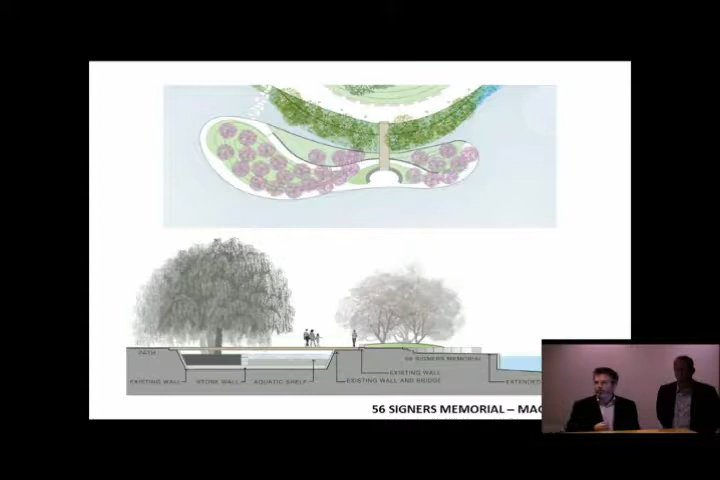 PATH
56 SIGNERS MEMORIAL
EXISTING WALL
EXISTING WALL
STONE WALL
AQUATIC SHELF
EXISTING WALL AND BRIDGE
EXTENDED
56 SIGNERS MEMORIAL – MAC